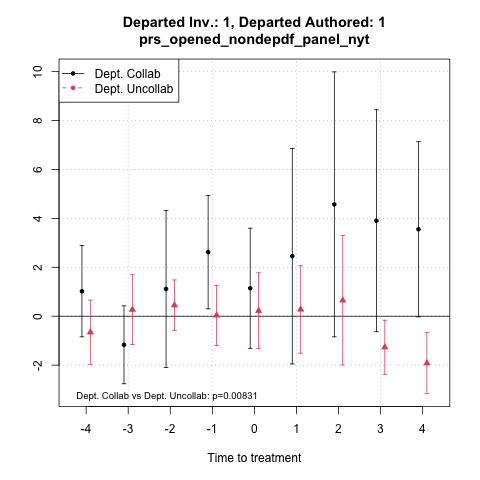 Departed Inv.: 1, Departed Authored: 1
prs_opened_nondepdf_panel_nyt
Dept. Collab
Dept. Uncollab
10
8
6
4
2
0
-2
Dept. Collab vs Dept. Uncollab: p=0.00831
-4 -3 -2 -1 0 1 2 3 4
Time to treatment